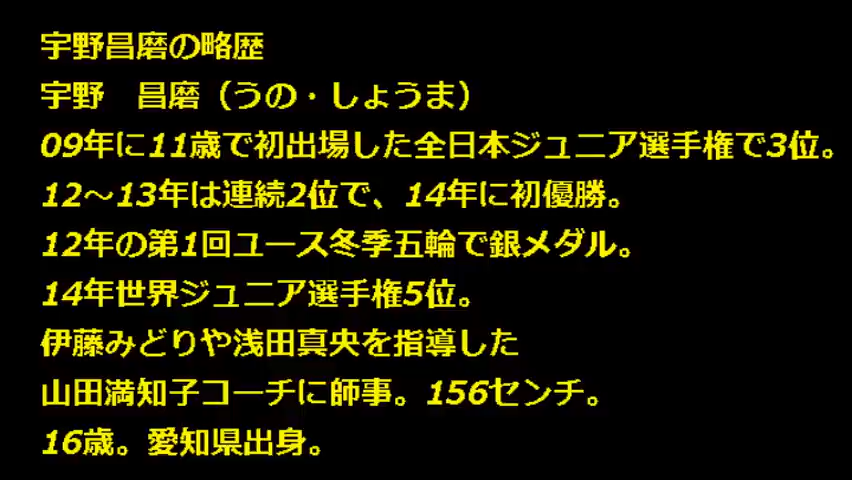 宇野昌磨の略歴
宇野　昌磨（うの・しょうま）
09年に11歳で初出場した全日本ジュニア選手権で3位。
12～13年は連続2位で、14年に初優勝。
12年の第1回ユース冬季五輪で銀メダル。
14年世界ジュニア選手権5位。
伊藤みどりや浅田真央を指導した
山田満知子コーチに師事。156センチ。
16歳。愛知県出身。